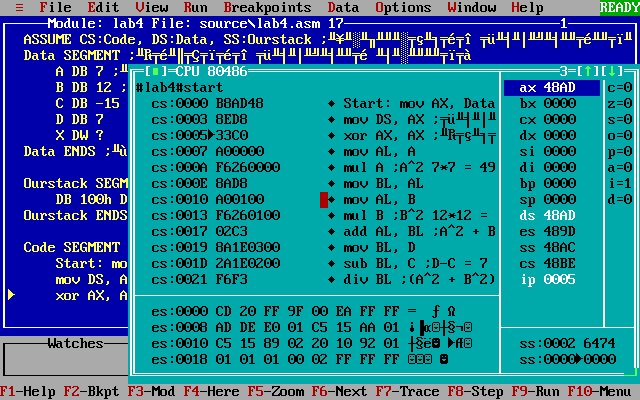 ≡ File Edit View Run Breakpoints Data Options Window Help READY
Module: lab4 File: source\lab4.asm 17 1
ASSUME CS:Code, DS:Data, SS:Ourstack
Data SEGMENT
A DB 7
B DB 12
C DB -15
D DB 7
X DW ?
Data ENDS
Ourstack SEGM
DB 100h D
Ourstack ENDS
Code SEGMENT
Start: mo
mov DS, A
xor AX, A
Watches
CPU 80486 3
#lab4#start
cs:0000 B8AD48 Start: mov AX, Data
cs:0003 8ED8 mov DS, AX
cs:0005 33C0 xor AX, AX
cs:0007 A00000 mov AL, A
cs:000A F6260000 mul A ;A^2 7*7 = 49
cs:000E 8AD8 mov BL, AL
cs:0010 A00100 mov AL, B
cs:0013 F6260100 mul B ;B^2 12*12 =
cs:0017 02C3 add AL, BL ;A^2 + B
cs:0019 8A1E0300 mov BL, D
cs:001D 2A1E0200 sub BL, C ;D-C = 7
cs:0021 F6F3 div BL ;(A^2 + B^2)
ax 48AD c=0
bx 0000 z=0
cx 0000 s=0
dx 0000 o=0
si 0000 p=0
di 0000 a=0
bp 0000 i=1
sp 0000 d=0
ds 48AD
es 489D
ss 48AC
cs 48BE
ip 0005
es:0000 CD 20 FF 9F 00 EA FF FF
es:0008 AD DE E0 01 C5 15 AA 01
es:0010 C5 15 89 02 20 10 92 01
es:0018 01 01 01 00 02 FF FF FF
ss:0002 6474
ss:0000 0000
F1-Help F2-Bkpt F3-Mod F4-Here F5-Zoom F6-Next F7-Trace F8-Step F9-Run F10-Menu